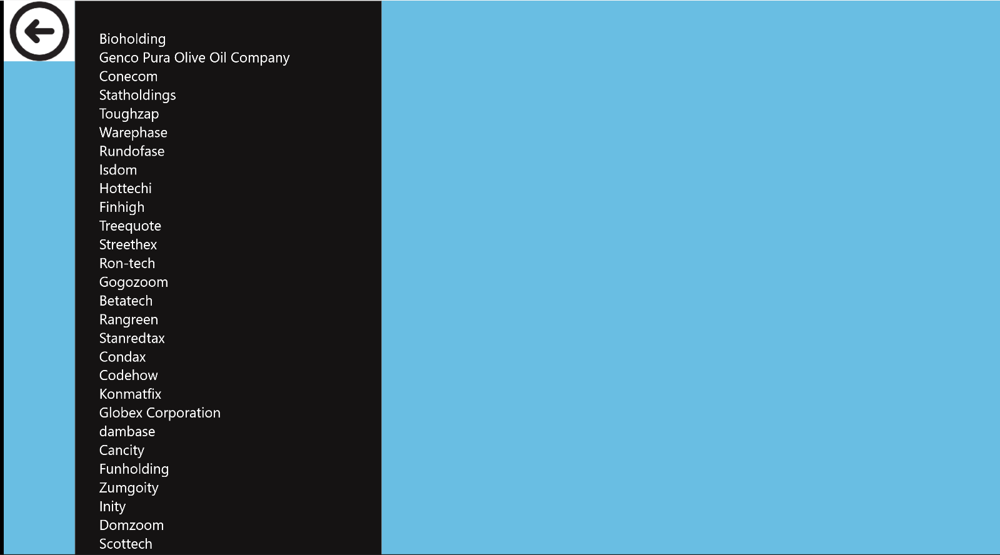 Bioholding
Genco Pura Olive Oil Company
Conecom
Statholdings
Toughzap
Warephase
Rundofase
Isdom
Hottechi
Finhigh
Treequote
Streethex
Ron-tech
Gogozoom
Betatech
Rangreen
Stanredtax
Condax
Codehow
Konmatfix
Globex Corporation
dambase
Cancity
Funholding
Zumgoity
Inity
Domzoom
Scottech